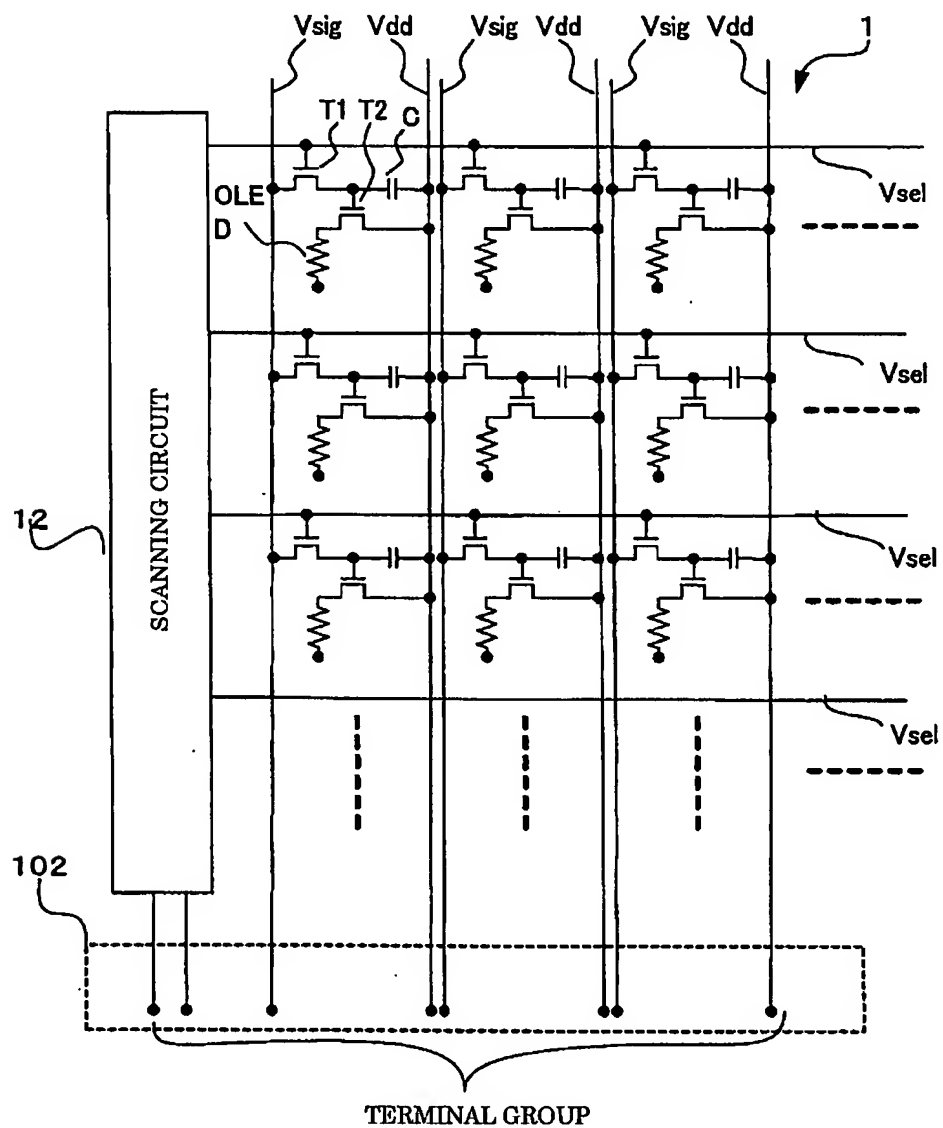 Vsig Vdd Vsig Vdd Vsig Vdd 1
T1 T2 C
Vsel
OLE
D
Vsel
SCANNING CIRCUIT
12
Vsel
Vsel
102
TERMINAL GROUP